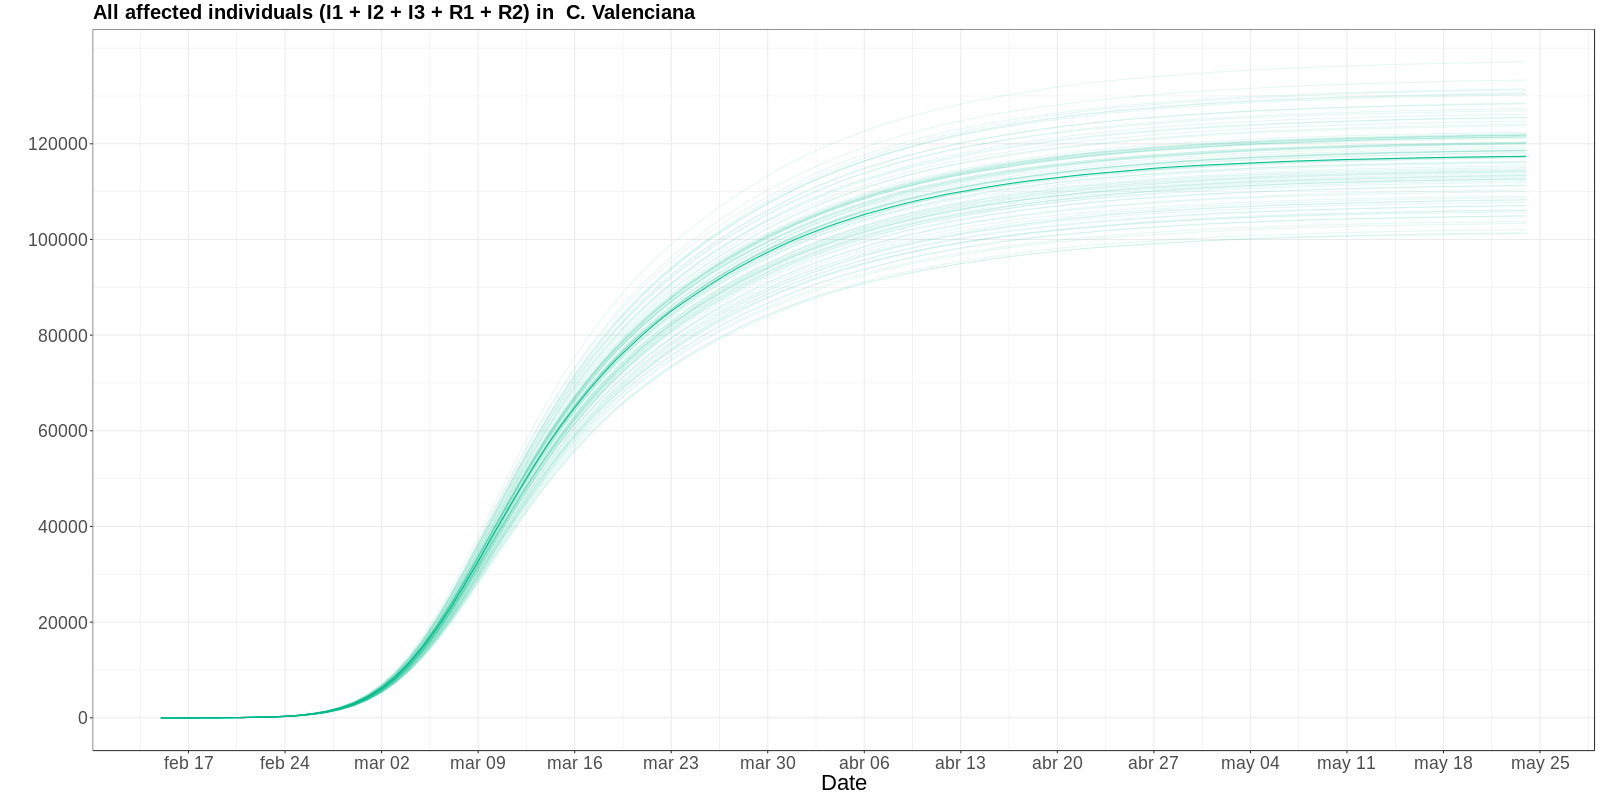 All affected individuals (I1 + I2 + I3 + R1 + R2) in  C. Valenciana
120000
100000
80000
60000
40000
20000
0
feb 17 feb 24 mar 02 mar 09 mar 16 mar 23 mar 30 abr 06 abr 13 abr 20 abr 27 may 04 may 11 may 18 may 25
Date